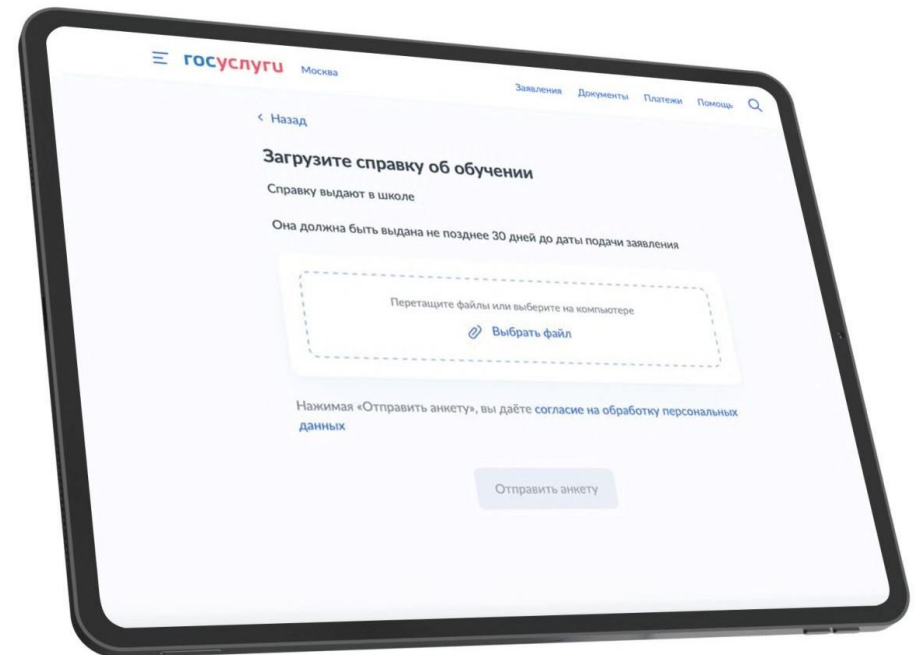 госуслуги Москва Заявления Документы Платежи Помощь
< Назад
Загрузите справку об обучении
Справку выдают в школе
Она должна быть выдана не позднее 30 дней до даты подачи заявления
Перетащите файлы или выберите на компьютере
Выбрать файл
Нажимая «Отправить анкету», вы даёте согласие на обработку персональных
данных
Отправить анкету